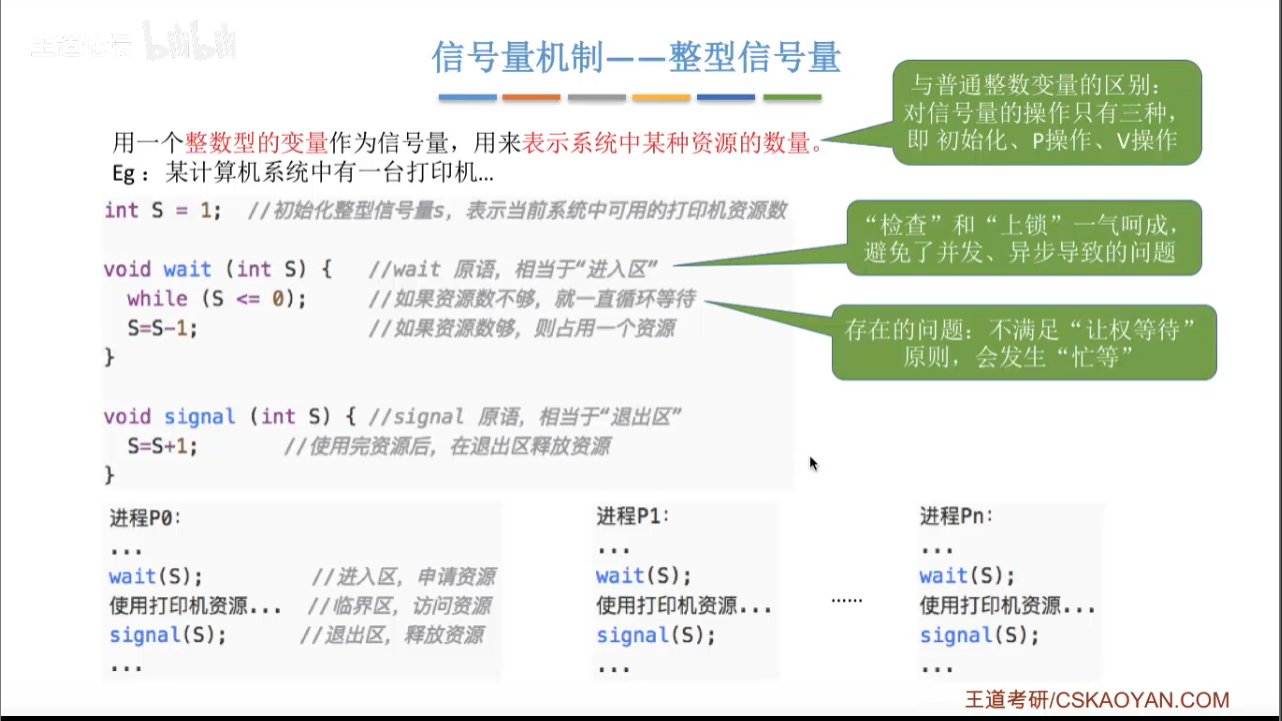 王道论坛 bilibili
信号量机制——整型信号量
与普通整数变量的区别：
对信号量的操作只有三种，
即 初始化、P操作、V操作
用一个整数型的变量作为信号量，用来表示系统中某种资源的数量。
Eg：某计算机系统中有一台打印机...
int S = 1; //初始化整型信号量s，表示当前系统中可用的打印机资源数
“检查”和“上锁”一气呵成，
避免了并发、异步导致的问题
void wait (int S) { //wait 原语，相当于“进入区”
while (S <= 0); //如果资源数不够，就一直循环等待
S=S-1; //如果资源数够，则占用一个资源
}
存在的问题：不满足“让权等待”
原则，会发生“忙等”
void signal (int S) { //signal 原语，相当于“退出区”
S=S+1; //使用完资源后，在退出区释放资源
}
进程P0：
...
wait(S); //进入区，申请资源
使用打印机资源... //临界区，访问资源
signal(S); //退出区，释放资源
...
进程P1：
...
wait(S);
使用打印机资源...
signal(S);
...
......
进程Pn：
...
wait(S);
使用打印机资源...
signal(S);
...
王道考研/CSKAOYAN.COM